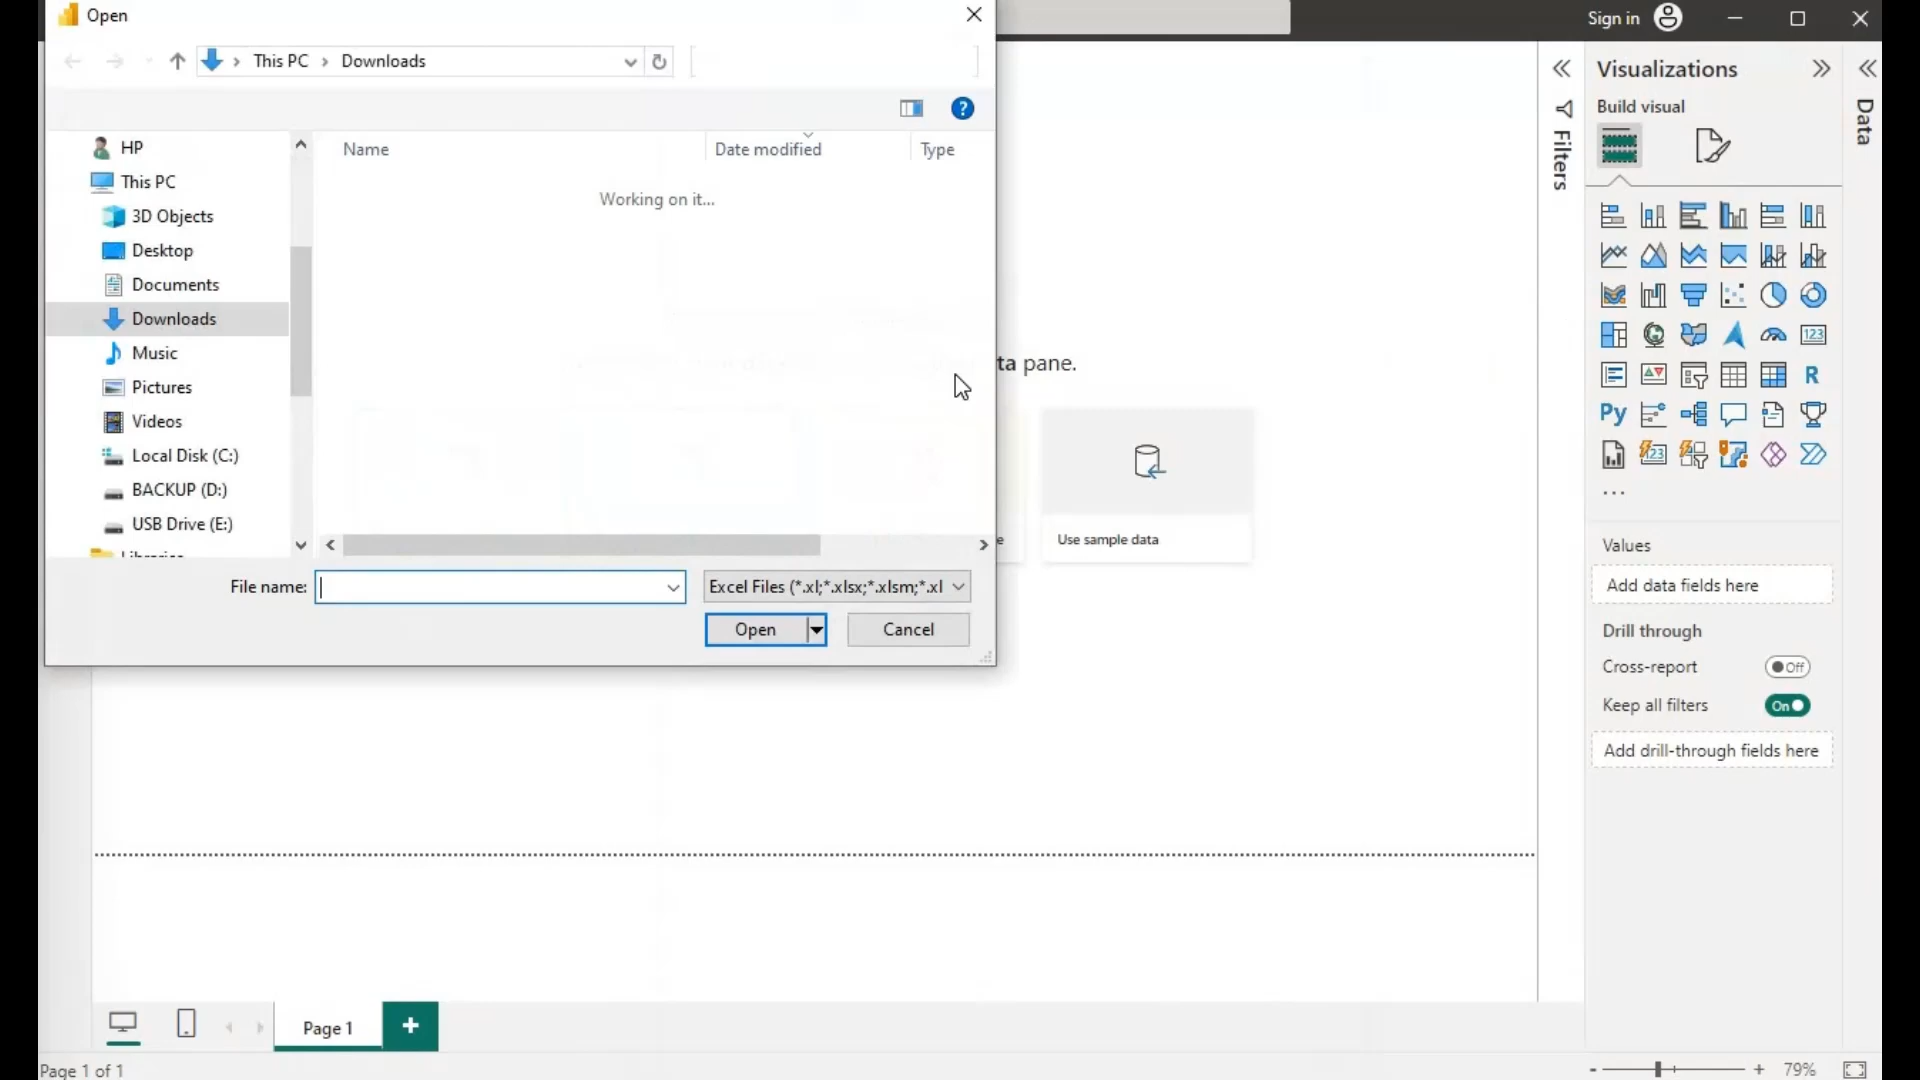 Open
Sign in
This PC > Downloads
Visualizations
Build visual
Filters
Data
HP
This PC
3D Objects
Desktop
Documents
Downloads
Music
Pictures
Videos
Local Disk (C:)
BACKUP (D:)
USB Drive (E:)
Name
Date modified
Type
Working on it...
ta pane.
e
Use sample data
123
R
Py
123
Values
Add data fields here
Drill through
Cross-report
Off
Keep all filters
On
Add drill-through fields here
File name:
Excel Files (*.xl;*.xlsx;*.xlsm;*.xl
Open
Cancel
Page 1
Page 1 of 1
79%